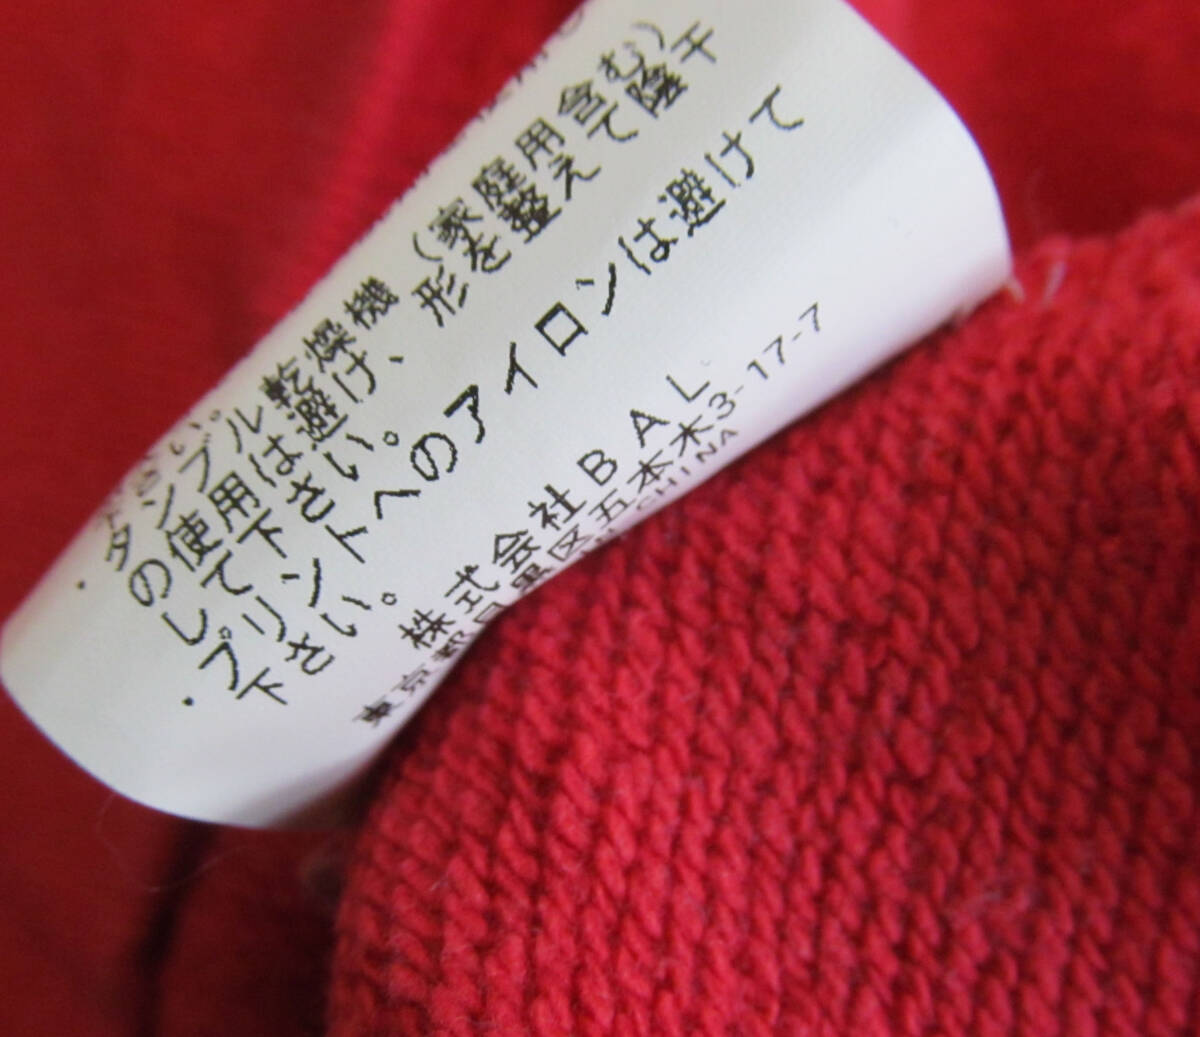 さい。
・タンブル乾燥機(家庭用含む)
の使用は避け、形を整えて陰干
して下さい。
・プリントへのアイロンは避けて
下さい。
株式会社BAL
東京都目黒区五本木3-17-7
CHINA